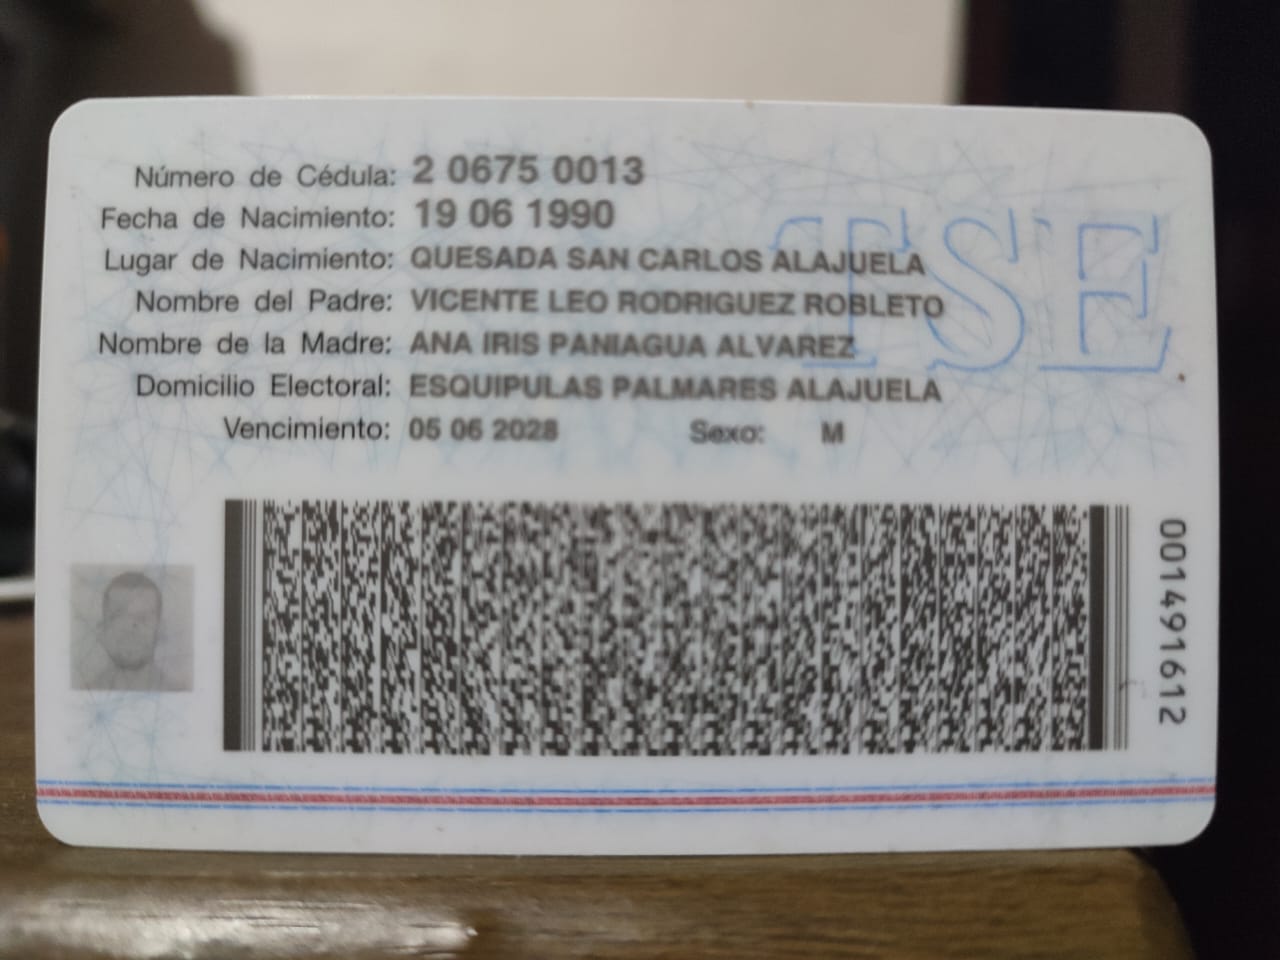 Número de Cédula: 2 0675 0013
Fecha de Nacimiento: 19 06 1990
Lugar de Nacimiento: QUESADA SAN CARLOS ALAJUELA
Nombre del Padre: VICENTE LEO RODRIGUEZ ROBLETO
Nombre de la Madre: ANA IRIS PANIAGUA ALVAREZ
Domicilio Electoral: ESQUIPULAS PALMARES ALAJUELA
Vencimiento: 05 06 2028 Sexo: M
TSE
001491612